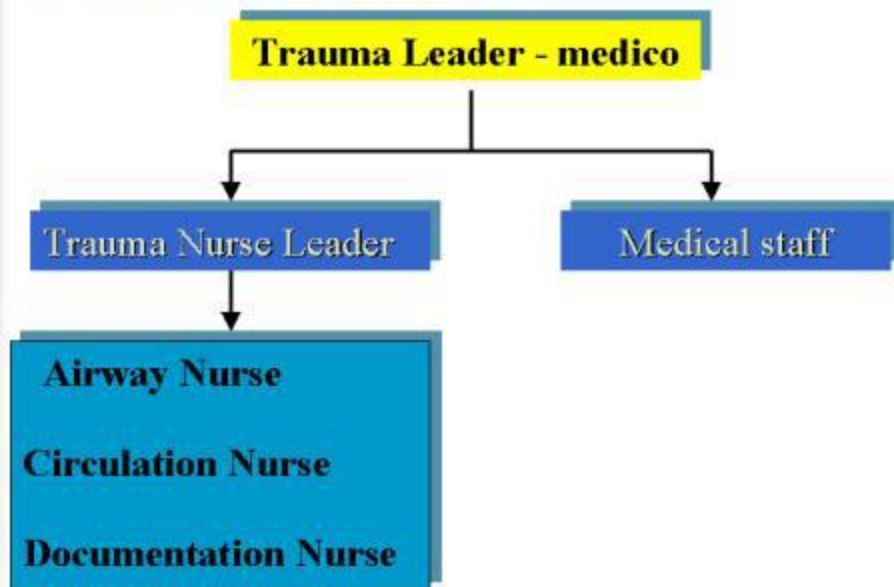 Trauma Leader - medico
Trauma Nurse Leader
Medical staff
Airway Nurse
Circulation Nurse
Documentation Nurse